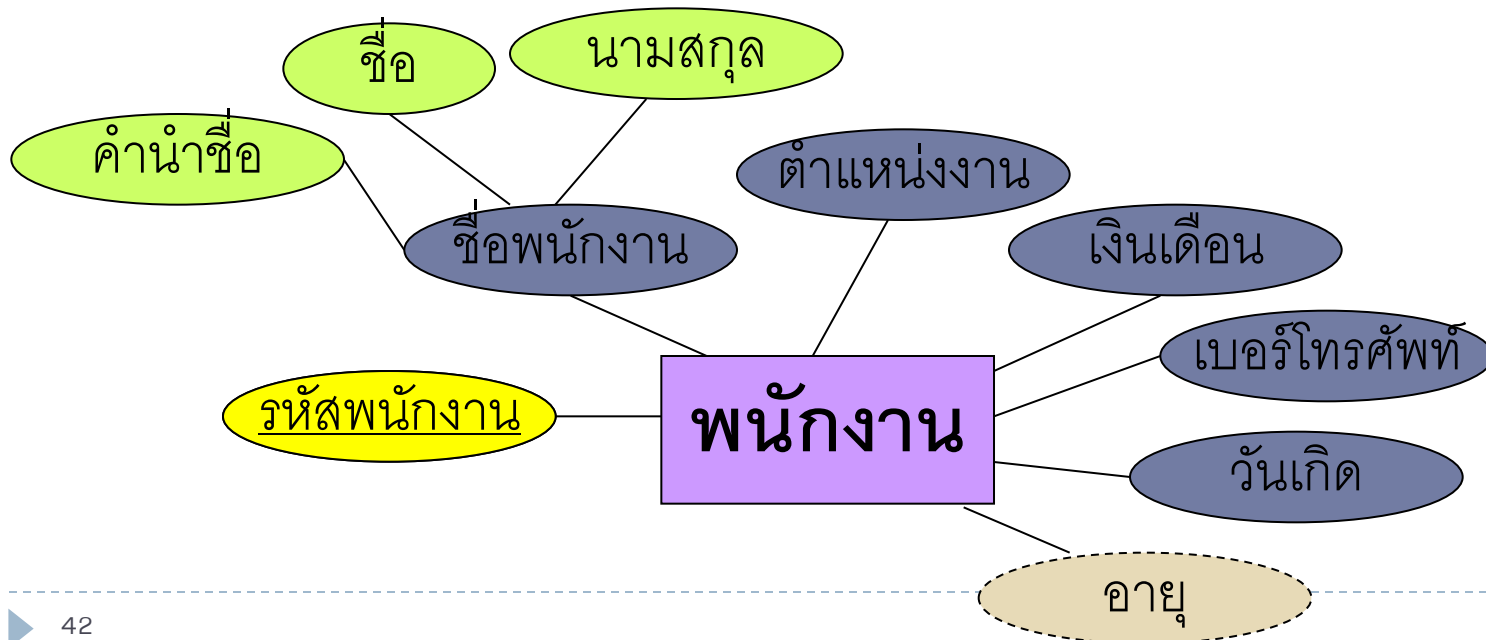 ชื่อ
นามสกุล
คำนำชื่อ
ตำแหน่งงาน
ชื่อพนักงาน
เงินเดือน
เบอร์โทรศัพท์
รหัสพนักงาน
พนักงาน
วันเกิด
อายุ
42